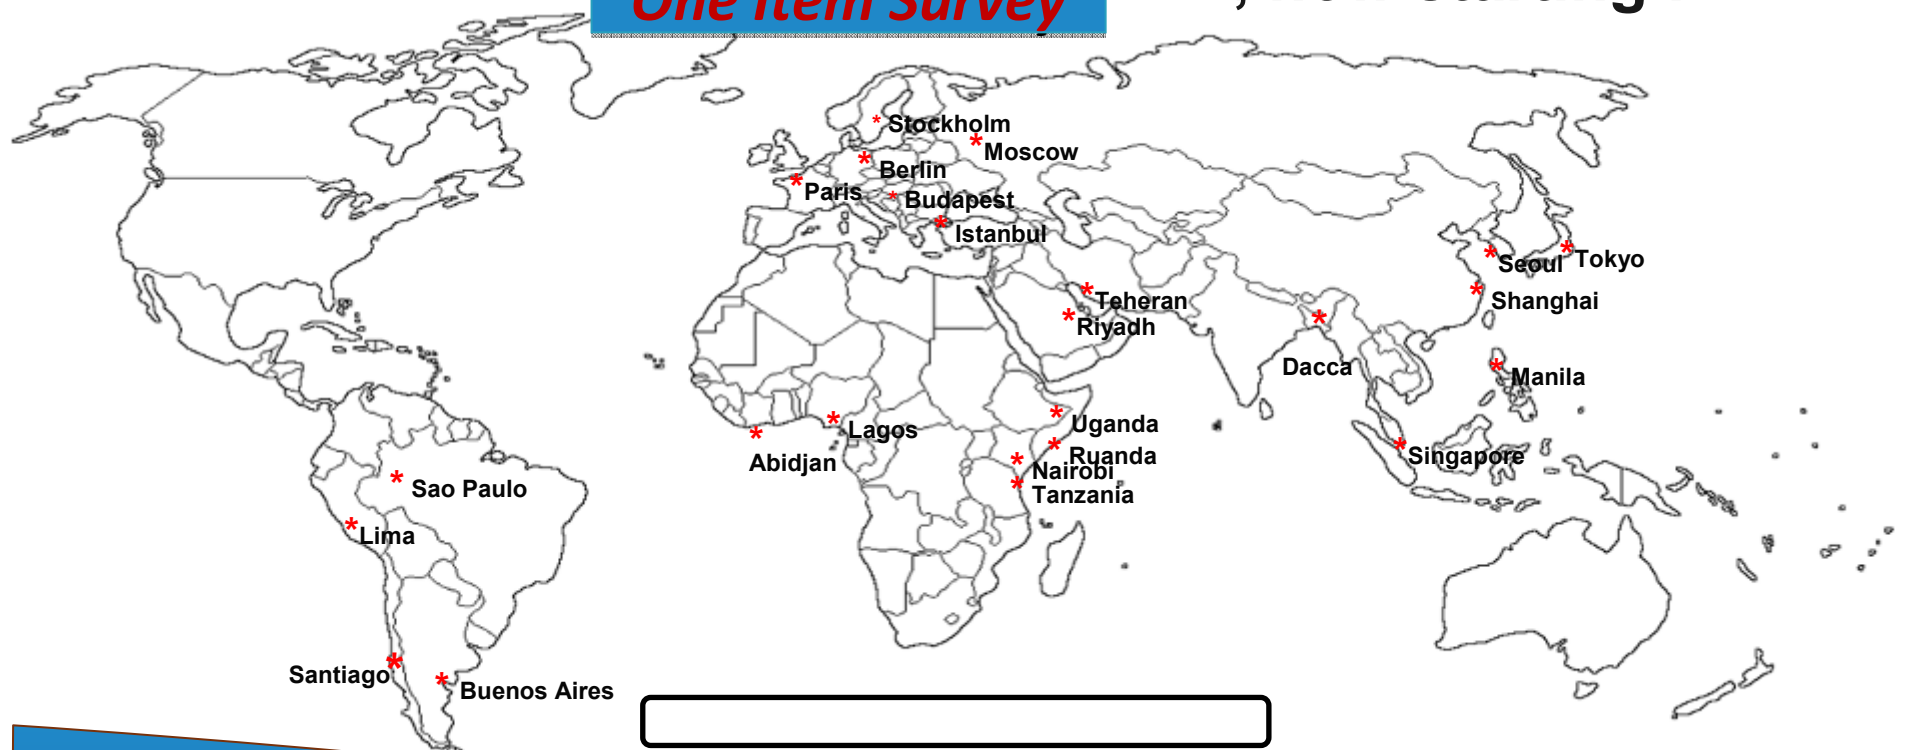 One Item Survey
Stockholm
Moscow
Berlin
Paris
Budapest
Istanbul
Seoul
Tokyo
Shanghai
Teheran
Riyadh
Dacca
Manila
Uganda
Lagos
Ruanda
Singapore
Abidjan
Nairobi
Sao Paulo
Tanzania
Lima
Santiago
Buenos Aires